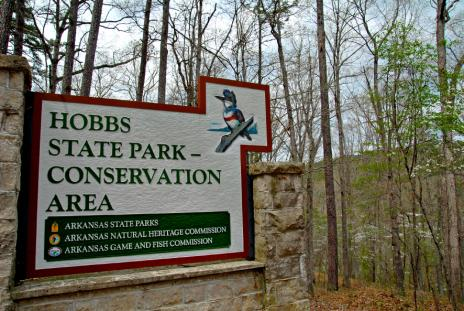 HOBBS
STATE PARK –
CONSERVATION
AREA
ARKANSAS STATE PARKS
ARKANSAS NATURAL HERITAGE COMMISSION
ARKANSAS GAME AND FISH COMMISSION